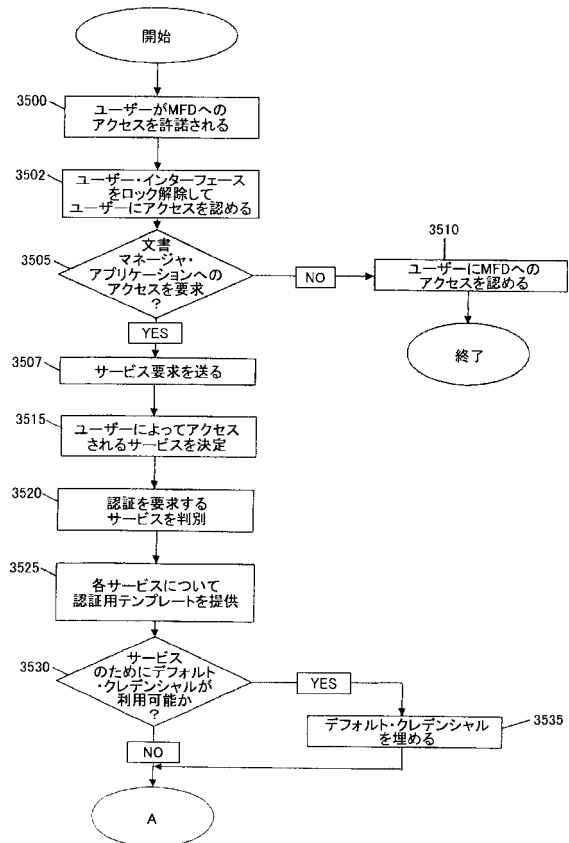 開始
3500
ユーザーがMFDへの
アクセスを許諾される
3502
ユーザー・インターフェース
をロック解除して
ユーザーにアクセスを認める
3505
文書
マネージャ・
アプリケーションへの
アクセスを要求
?
NO
3510
ユーザーにMFDへの
アクセスを認める
終了
YES
3507
サービス要求を送る
3515
ユーザーによってアクセス
されるサービスを決定
3520
認証を要求する
サービスを判別
3525
各サービスについて
認証用テンプレートを提供
3530
サービス
のためにデフォルト
・クレデンシャルが
利用可能か
?
YES
デフォルト・クレデンシャル
を埋める
3535
NO
A